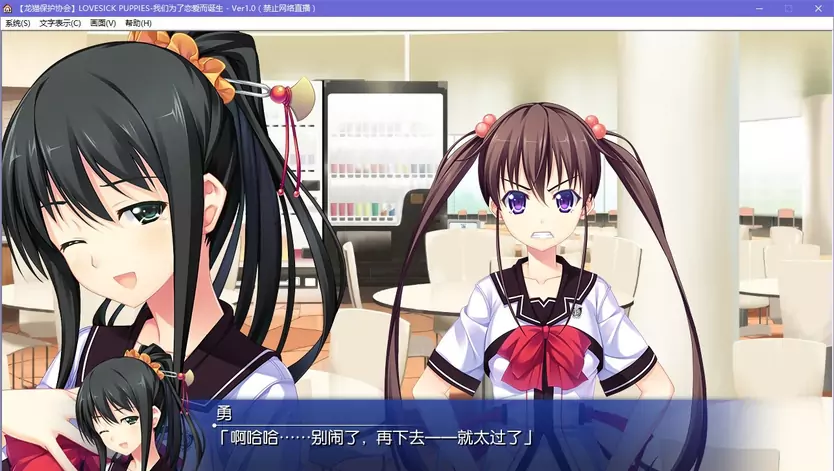 【龙猫保护协会】LOVESICK PUPPIES-我们为了恋爱而诞生 - Ver1.0（禁止网络直播）
系统(S) 文字表示(C) 画面(V) 帮助(H)
勇
「啊哈哈……别闹了，再下去——就太过了」